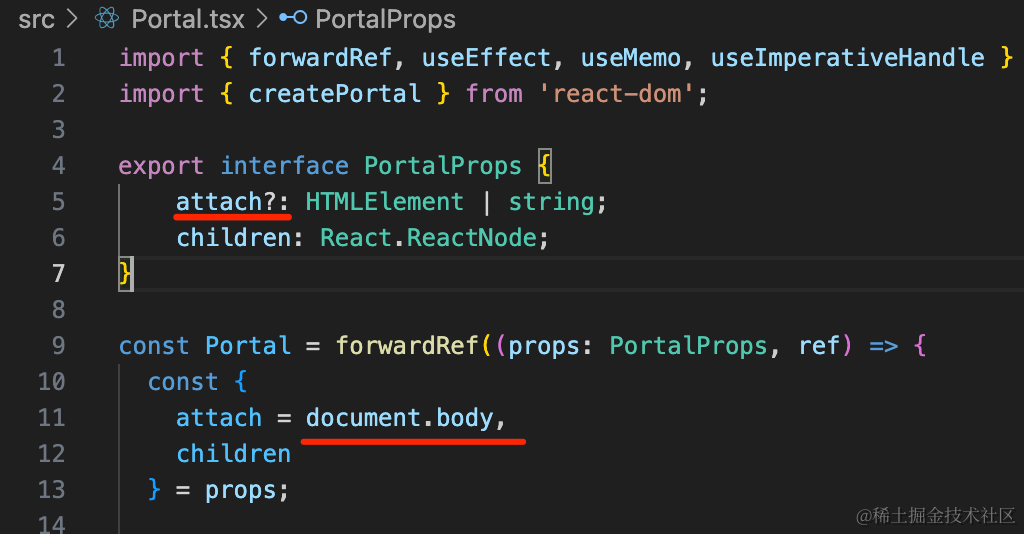 src > Portal.tsx > PortalProps
1 import { forwardRef, useEffect, useMemo, useImperativeHandle }
2 import { createPortal } from 'react-dom';
3
4 export interface PortalProps {
5     attach?: HTMLElement | string;
6     children: React.ReactNode;
7 }
8
9 const Portal = forwardRef((props: PortalProps, ref) => {
10   const {
11     attach = document.body,
12     children
13   } = props;
14
@稀土掘金技术社区